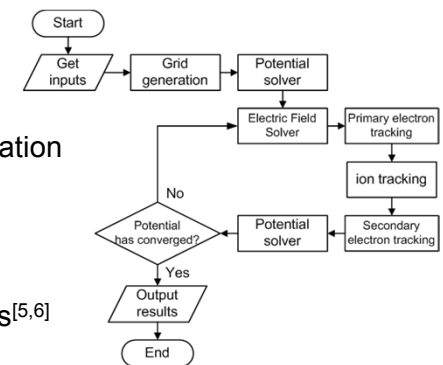 Start
Get
inputs
Grid
generation
Potential
solver
Electric Field
Solver
Primary electron
tracking
ation
ion tracking
No
Potential
has converged?
Potential
solver
Secondary
electron tracking
Yes
Output
results
s[5,6]
End